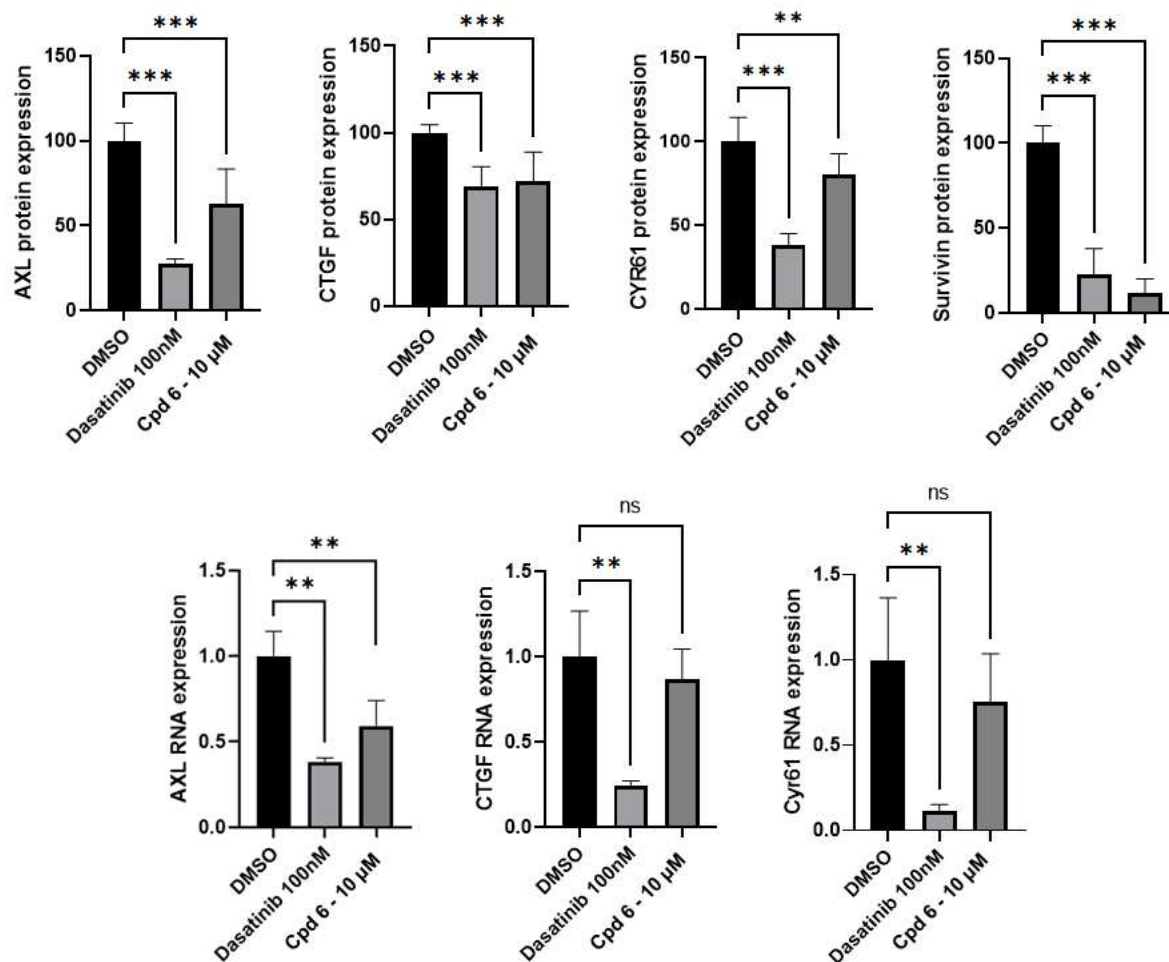 ***
***
AXL protein expression
150
100
50
0
DMSO
Dasatinib 100nM
Cpd 6 - 10 µM
***
***
CTGF protein expression
150
100
50
0
DMSO
Dasatinib 100nM
Cpd 6 - 10 µM
**
***
CYR61 protein expression
150
100
50
0
DMSO
Dasatinib 100nM
Cpd 6 - 10 µM
***
***
Survivin protein expression
150
100
50
0
DMSO
Dasatinib 100nM
Cpd 6 - 10 µM
**
**
AXL RNA expression
1.5
1.0
0.5
0.0
DMSO
Dasatinib 100nM
Cpd 6 - 10 µM
ns
**
CTGF RNA expression
1.5
1.0
0.5
0.0
DMSO
Dasatinib 100nM
Cpd 6 - 10 µM
ns
**
Cyr61 RNA expression
1.5
1.0
0.5
0.0
DMSO
Dasatinib 100nM
Cpd 6 - 10 µM